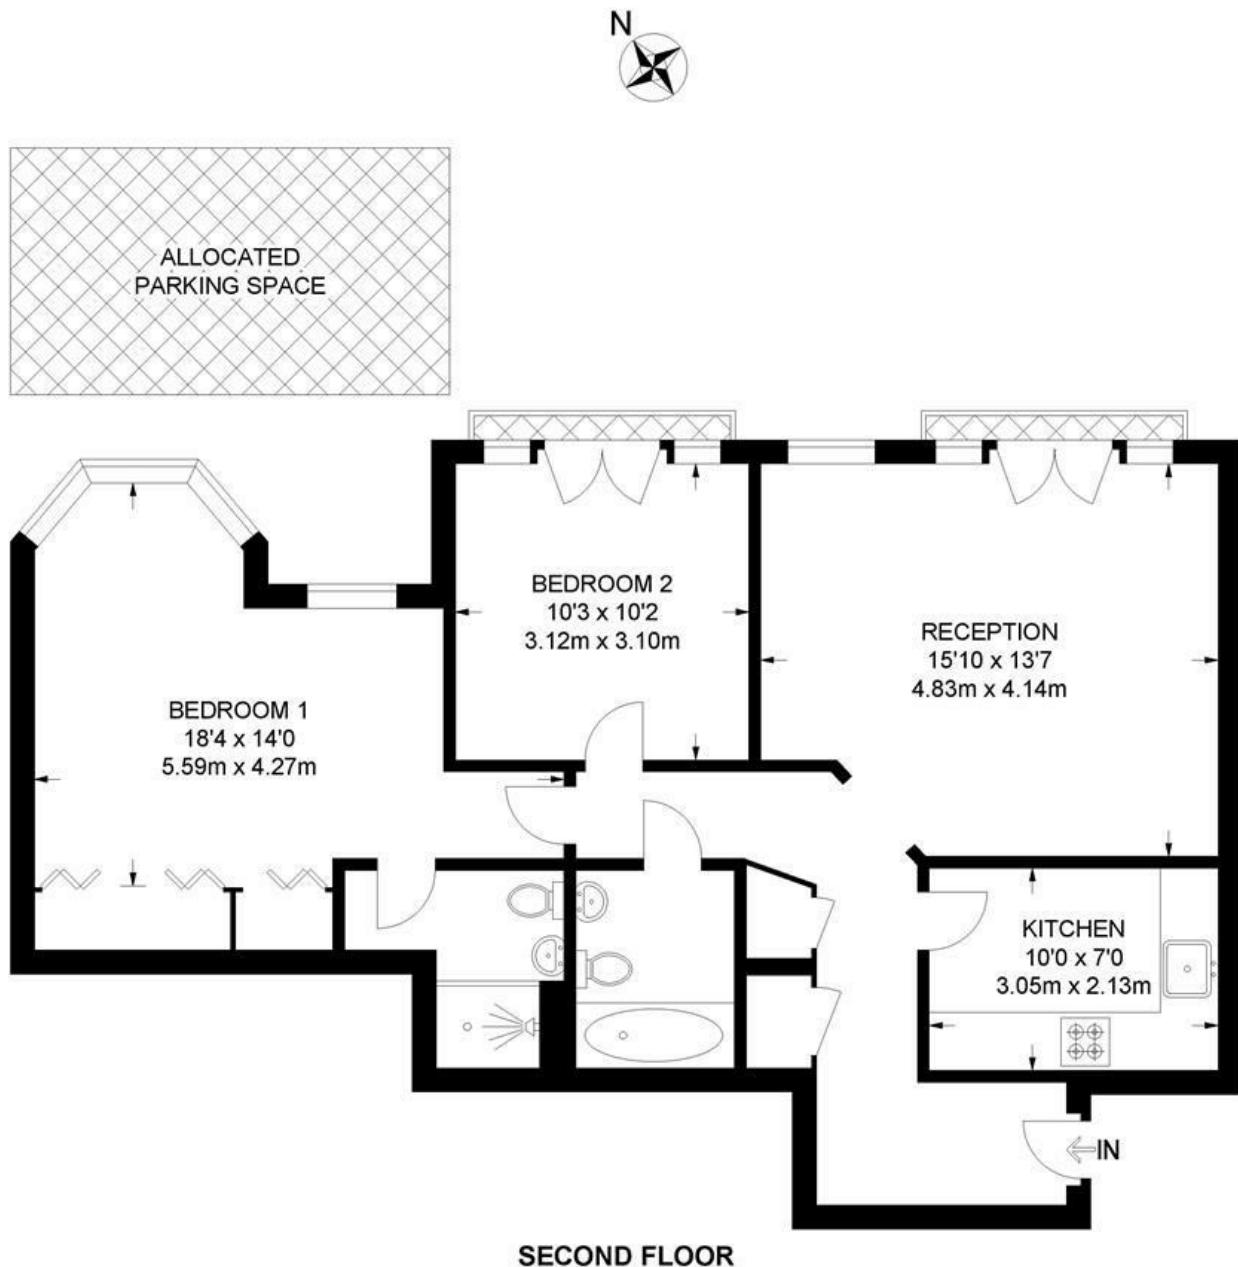 N
ALLOCATED
PARKING SPACE
BEDROOM 2
10'3 x 10'2
3.12m x 3.10m
RECEPTION
15'10 x 13'7
4.83m x 4.14m
BEDROOM 1
18'4 x 14'0
5.59m x 4.27m
KITCHEN
10'0 x 7'0
3.05m x 2.13m
IN
SECOND FLOOR